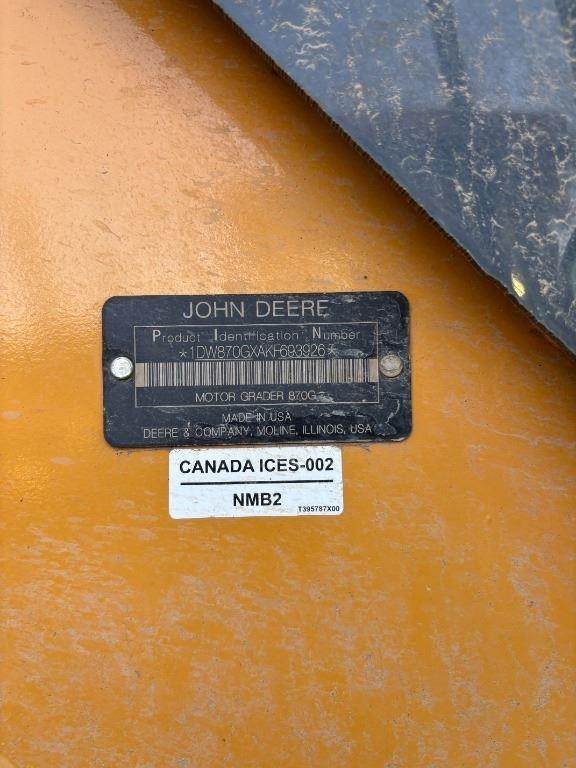 JOHN DEERE
Product Identification Number
*1DW870GXAKF693926*
MOTOR GRADER 870G
MADE IN USA
DEERE & COMPANY, MOLINE, ILLINOIS, USA
CANADA ICES-002
NMB2
T395787X00